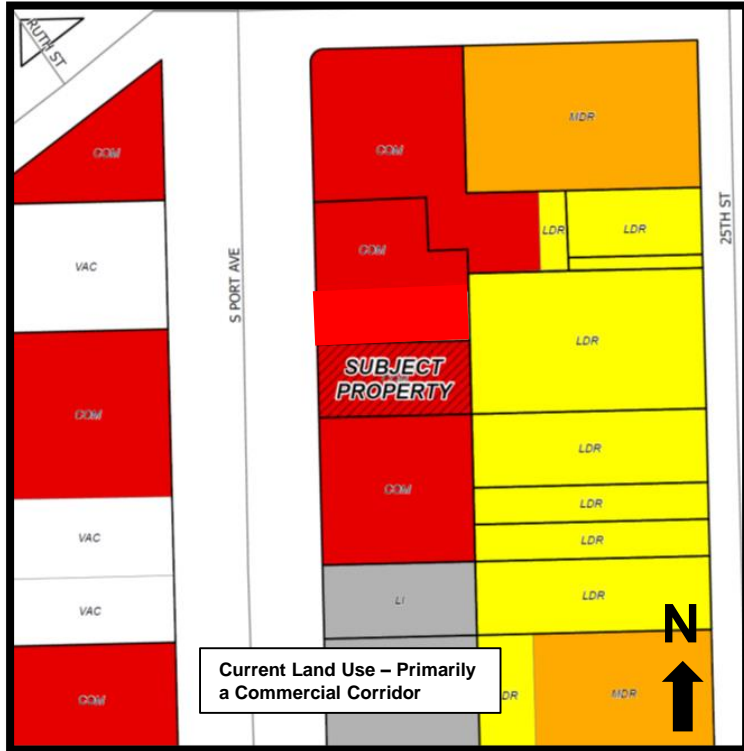 RUTH ST
COM
MDR
COM
LDR
LDR
VAC
COM
25TH ST
S PORT AVE
LDR
SUBJECT
PROPERTY
COM
LDR
COM
LDR
VAC
LDR
LI
LDR
VAC
N
Current Land Use – Primarily
a Commercial Corridor
COM
DR
MDR